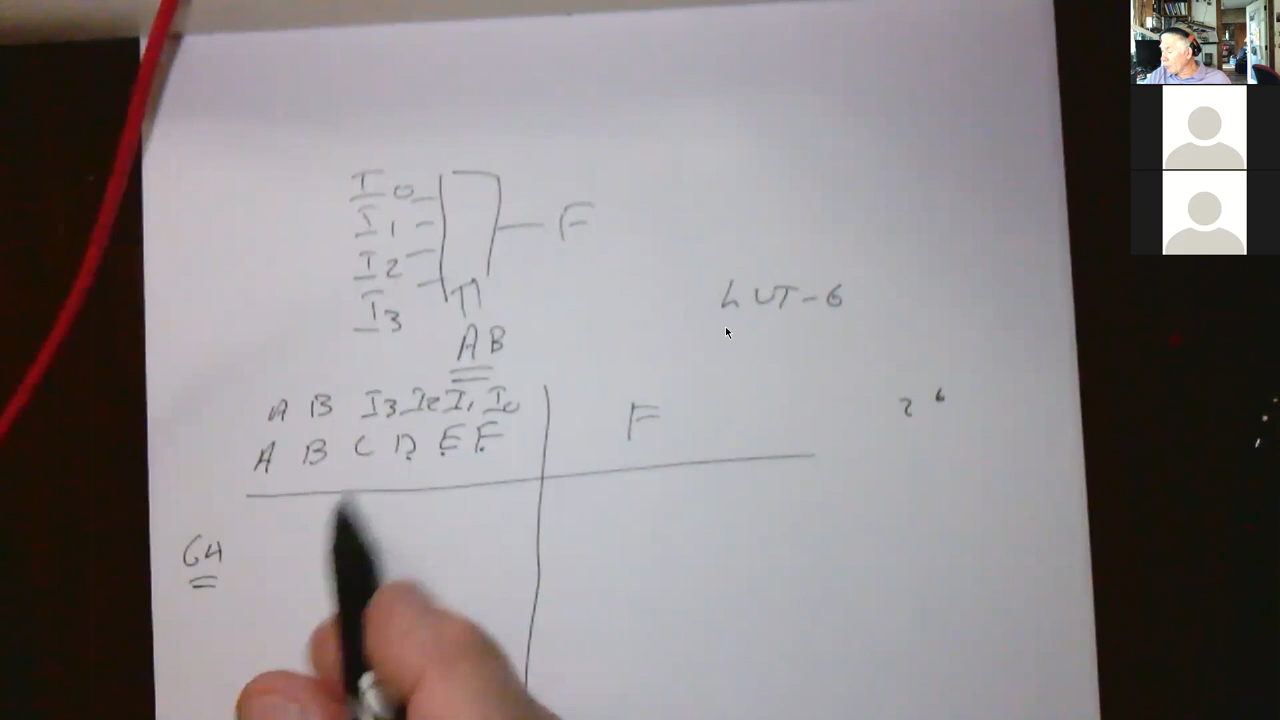 I0
I1
I2
I3
F
AB
LUT-6
A B I3 I2 I1 I0
A B C D E F
F
2 6
64